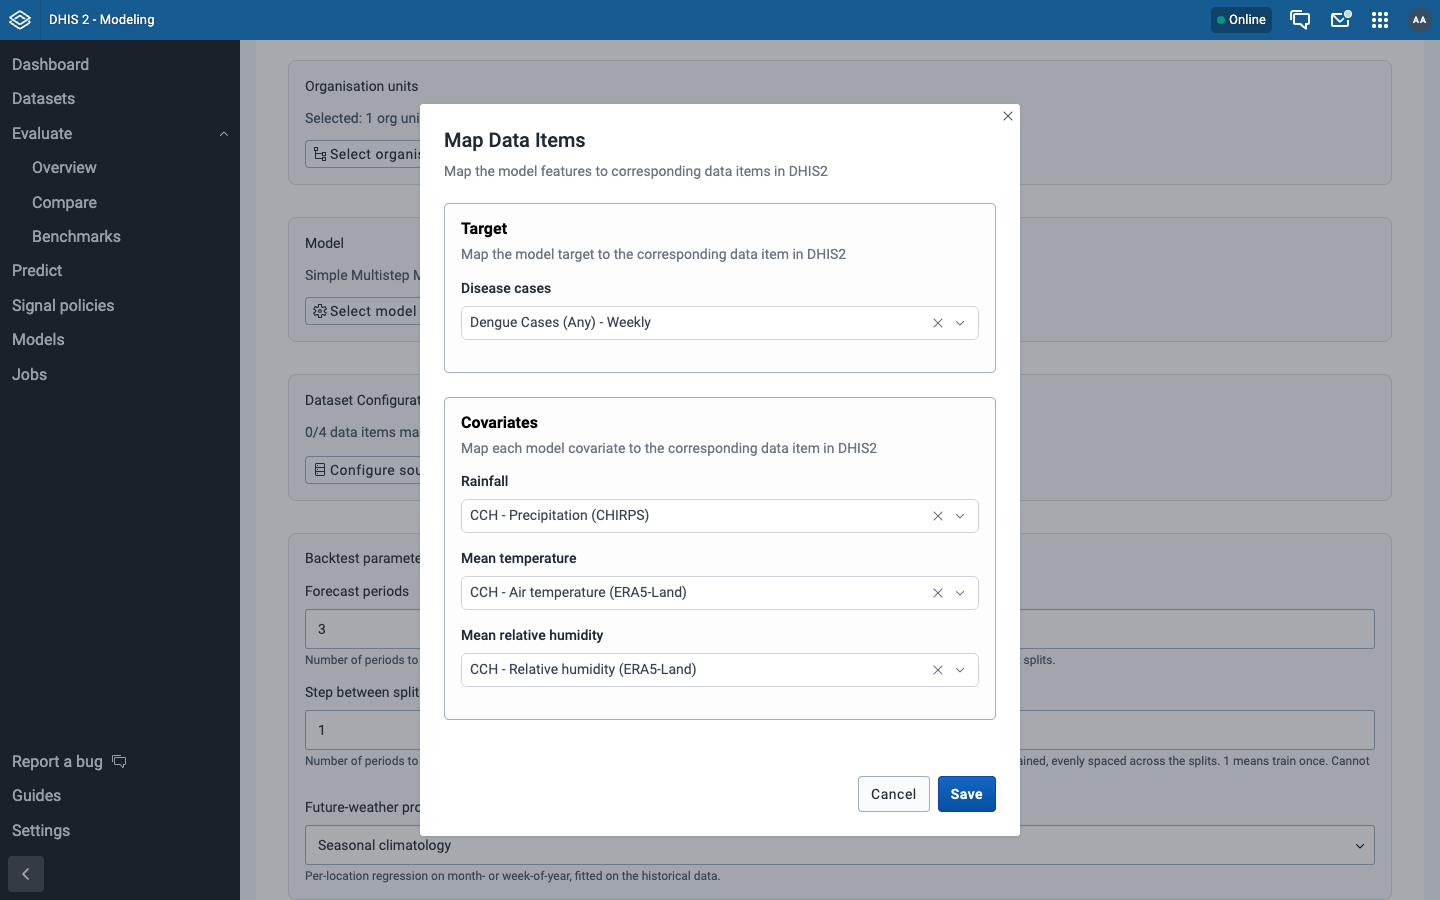 DHIS 2 - Modeling
Online
AA
Dashboard
Datasets
Evaluate
Overview
Compare
Benchmarks
Predict
Signal policies
Models
Jobs
Report a bug
Guides
Settings
Organisation units
Selected: 1 org uni
Select organis
Model
Simple Multistep M
Select model
Dataset Configurat
0/4 data items ma
Configure sou
Backtest paramete
Forecast periods
3
Number of periods to
splits.
Step between split
1
Number of periods to
ained, evenly spaced across the splits. 1 means train once. Cannot
Future-weather pro
Seasonal climatology
Per-location regression on month- or week-of-year, fitted on the historical data.
Map Data Items
Map the model features to corresponding data items in DHIS2
Target
Map the model target to the corresponding data item in DHIS2
Disease cases
Dengue Cases (Any) - Weekly
Covariates
Map each model covariate to the corresponding data item in DHIS2
Rainfall
CCH - Precipitation (CHIRPS)
Mean temperature
CCH - Air temperature (ERA5-Land)
Mean relative humidity
CCH - Relative humidity (ERA5-Land)
Cancel
Save